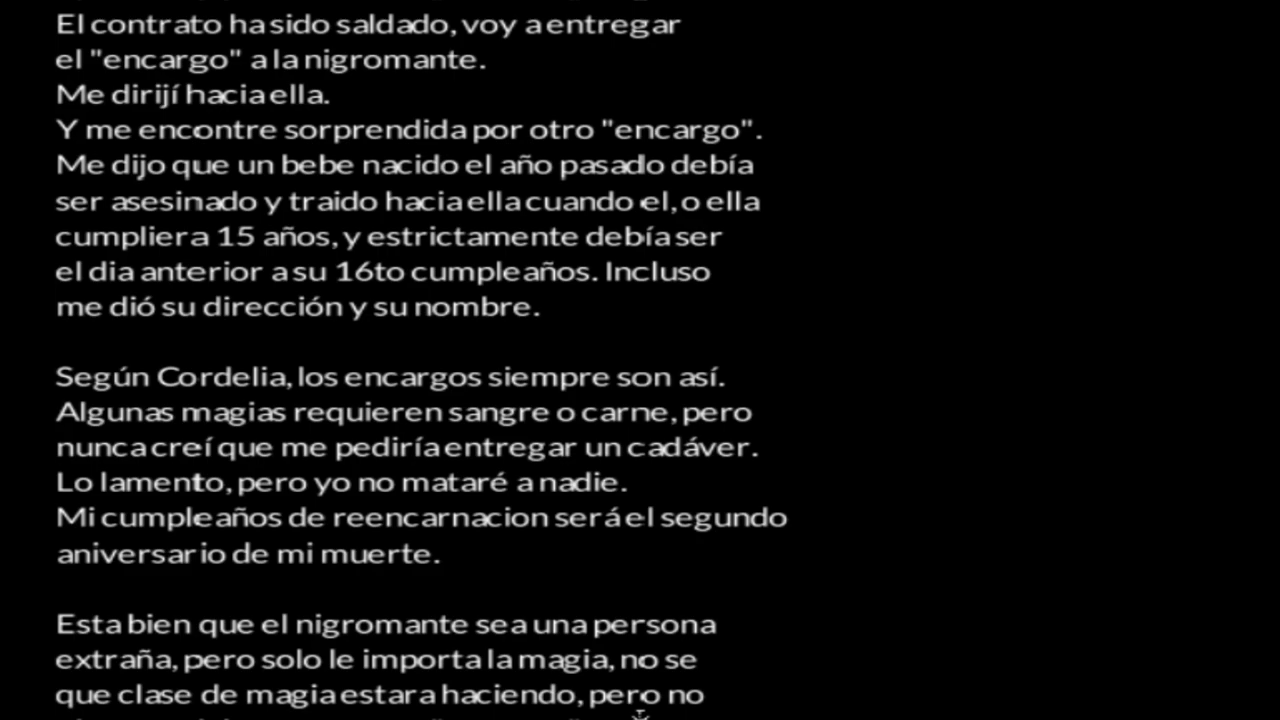 El contrato ha sido saldado, voy a entregar
el "encargo" a la nigromante.
Me dirijí hacia ella.
Y me encontre sorprendida por otro "encargo".
Me dijo que un bebe nacido el año pasado debía
ser asesinado y traido hacia ella cuando el, o ella
cumpliera 15 años, y estrictamente debía ser
el dia anterior a su 16to cumpleaños. Incluso
me dió su dirección y su nombre.
Según Cordelia, los encargos siempre son así.
Algunas magias requieren sangre o carne, pero
nunca creí que me pediría entregar un cadáver.
Lo lamento, pero yo no mataré a nadie.
Mi cumpleaños de reencarnacion será el segundo
aniversario de mi muerte.
Esta bien que el nigromante sea una persona
extraña, pero solo le importa la magia, no se
que clase de magia estara haciendo, pero no